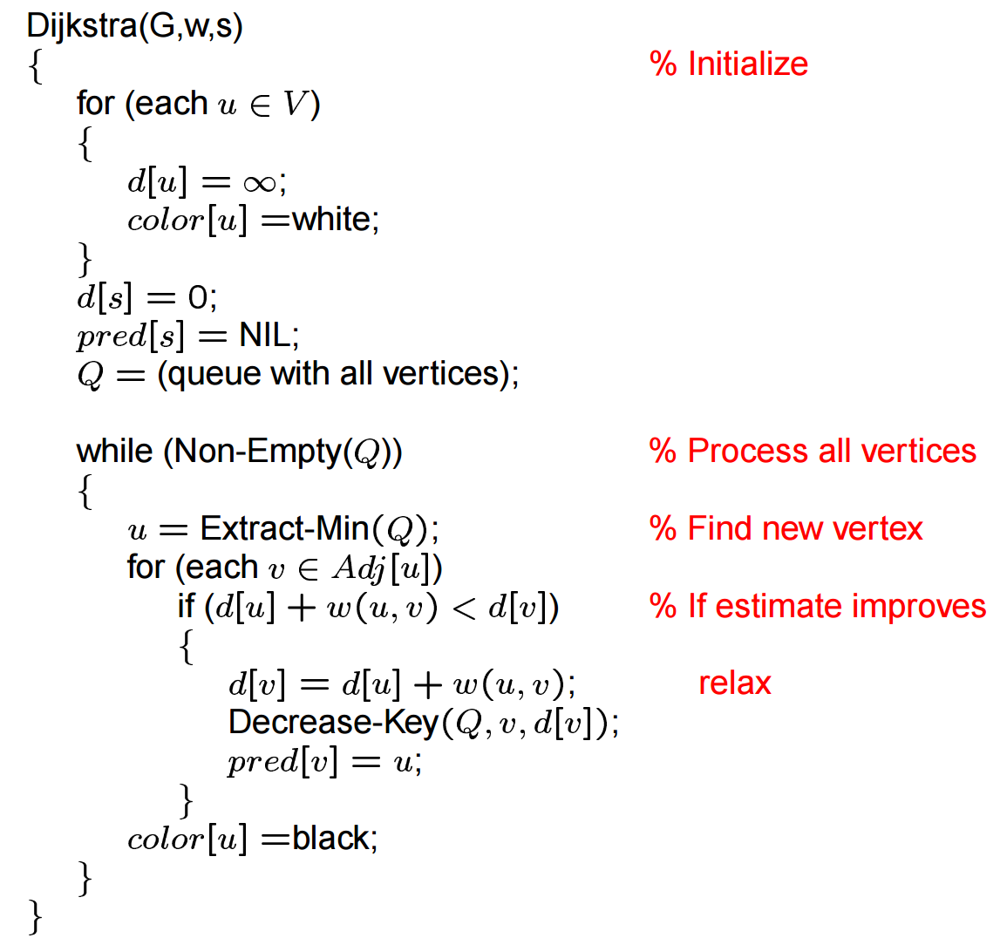 Dijkstra(G,w,s)
{ % Initialize
for (each u ∈ V)
{
d[u] = ∞;
color[u] =white;
}
d[s] = 0;
pred[s] = NIL;
Q = (queue with all vertices);
while (Non-Empty(Q)) % Process all vertices
{
u = Extract-Min(Q); % Find new vertex
for (each v ∈ Adj[u])
if (d[u] + w(u, v) < d[v]) % If estimate improves
{
d[v] = d[u] + w(u, v); relax
Decrease-Key(Q, v, d[v]);
pred[v] = u;
}
color[u] =black;
}
}